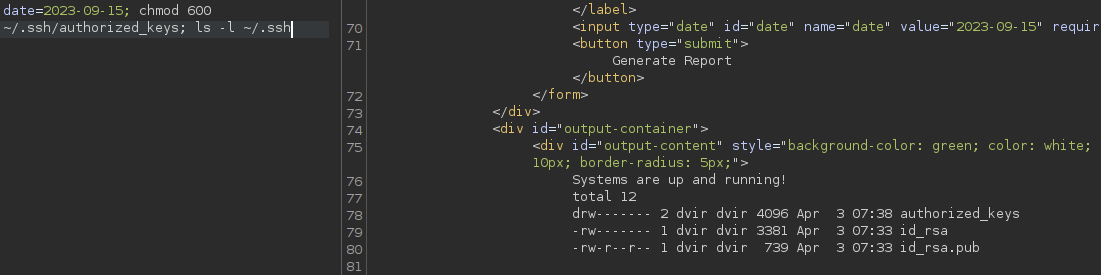 date=2023-09-15; chmod 600
~/.ssh/authorized_keys; ls -l ~/.ssh
</label>
70 <input type="date" id="date" name="date" value="2023-09-15" requir
71 <button type="submit">
Generate Report
</button>
72 </form>
73 </div>
74 <div id="output-container">
75 <div id="output-content" style="background-color: green; color: white;
10px; border-radius: 5px;">
76 Systems are up and running!
77 total 12
78 drw------- 2 dvir dvir 4096 Apr  3 07:38 authorized_keys
79 -rw------- 1 dvir dvir 3381 Apr  3 07:33 id_rsa
80 -rw-r--r-- 1 dvir dvir  739 Apr  3 07:33 id_rsa.pub
81